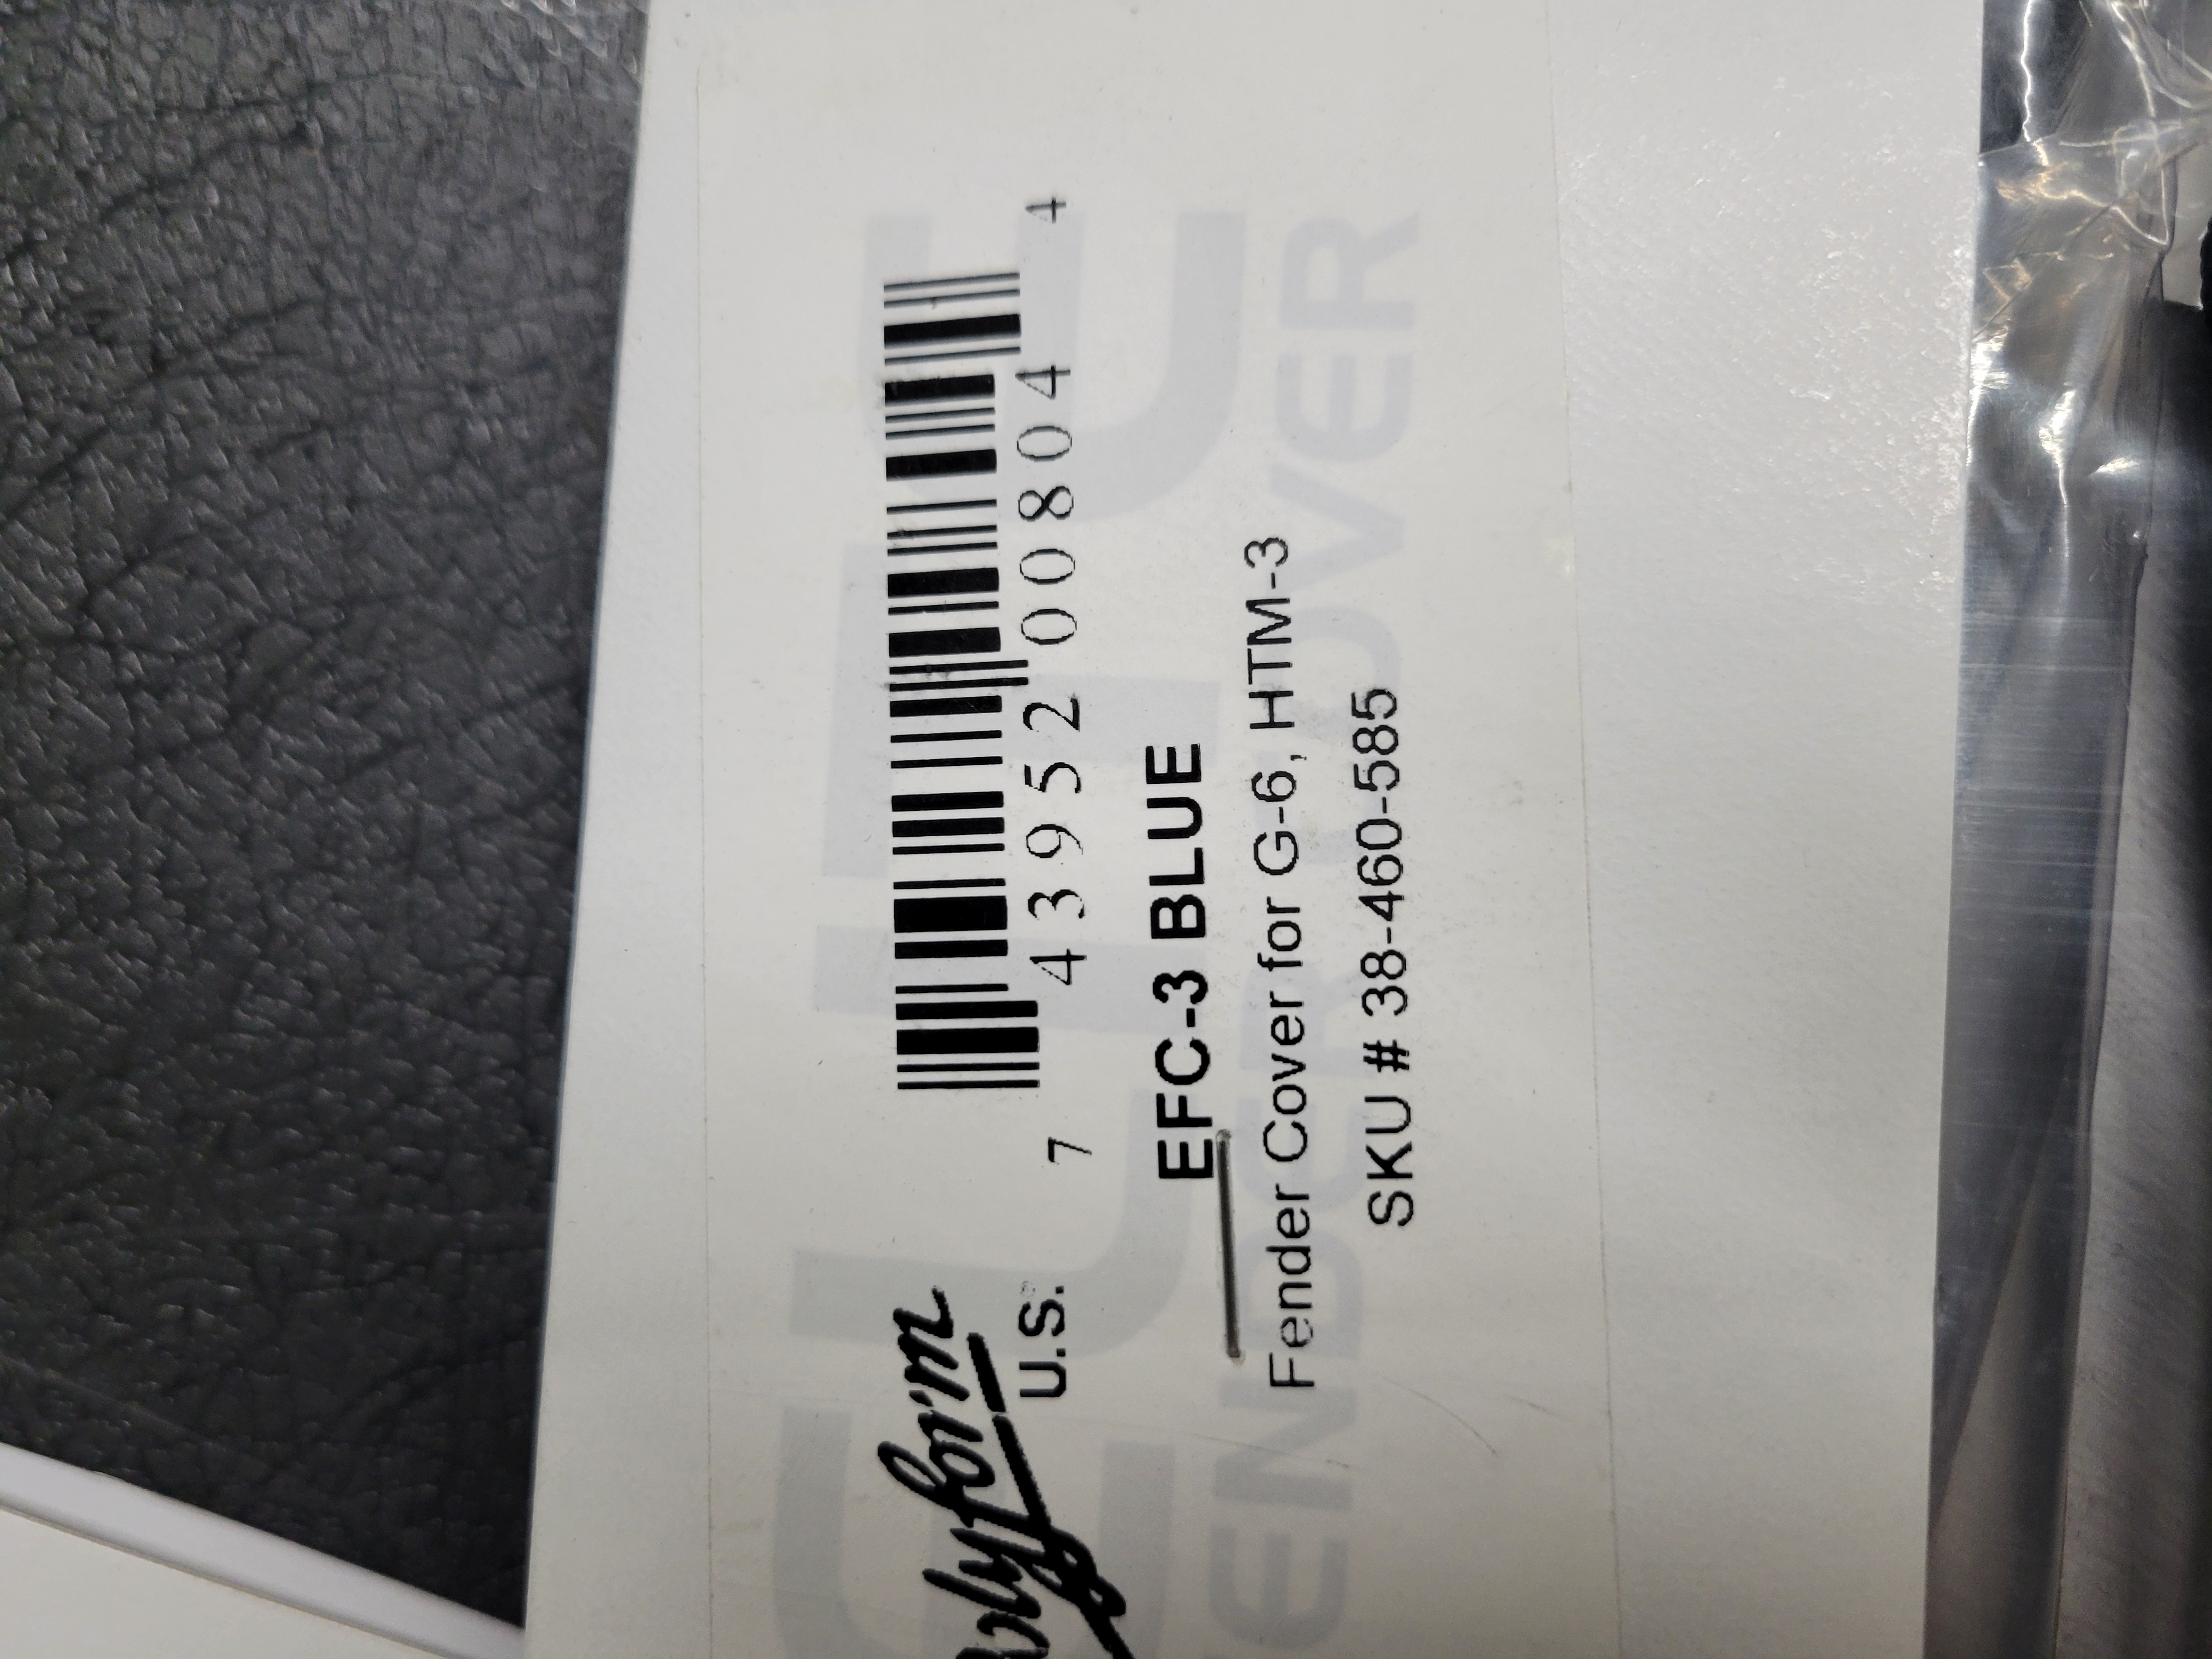 U.S.
7 43952 00804 4
EFC-3 BLUE
Fender Cover for G-6, HTM-3
SKU # 38-460-585